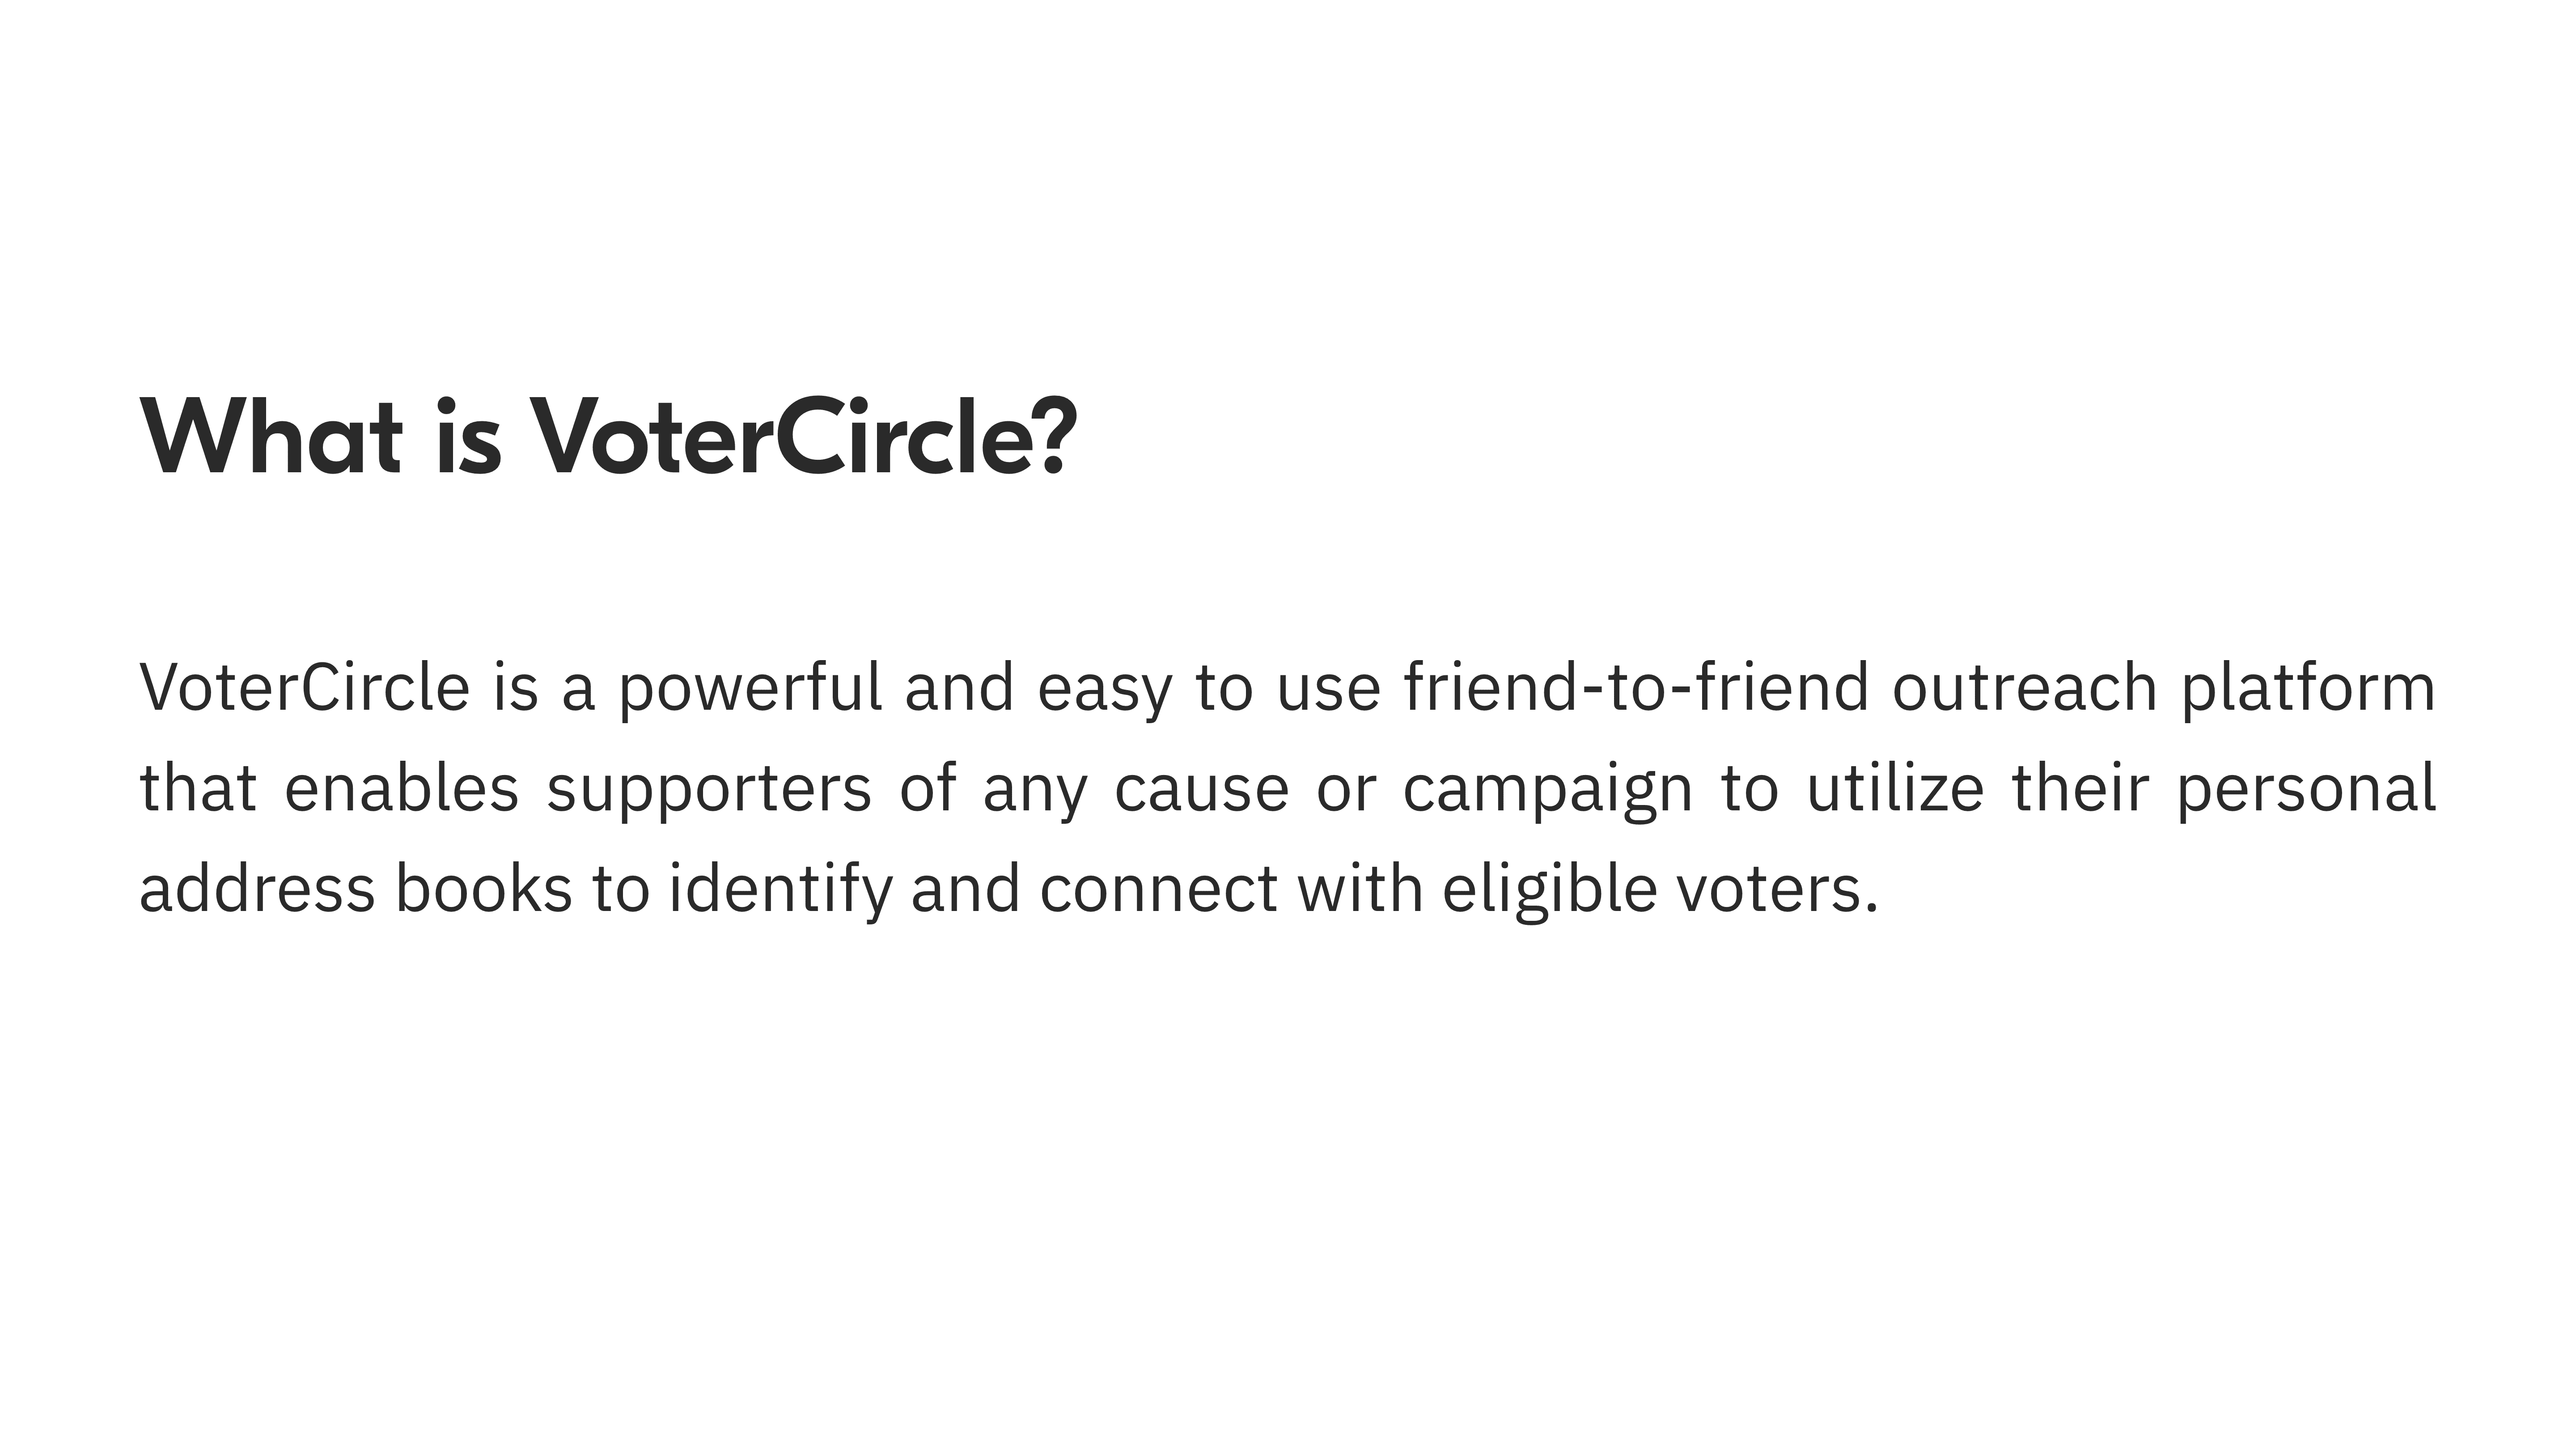 What is VoterCircle?
VoterCircle is a powerful and easy to use friend-to-friend outreach platform
that enables supporters of any cause or campaign to utilize their personal
address books to identify and connect with eligible voters.